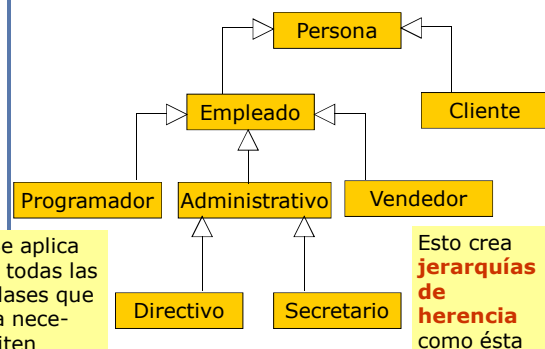 Persona
Empleado
Cliente
Programador
Administrativo
Vendedor
e aplica
todas las
lases que
a nece-
iten
Directivo
Secretario
Esto crea
jerarquías
de
herencia
como ésta